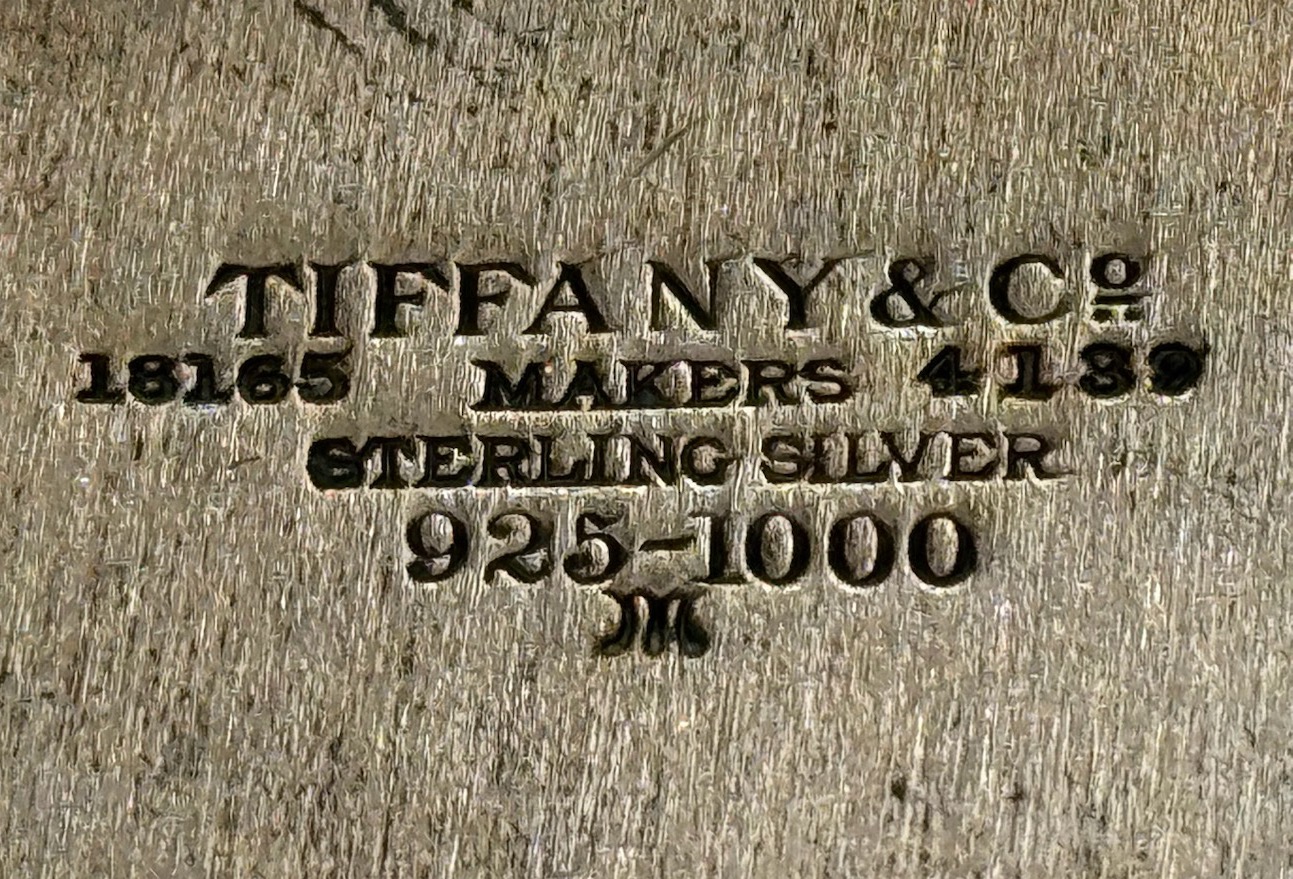 TIFFANY & Cº
18165 MAKERS 4139
STERLING SILVER
925-1000
M